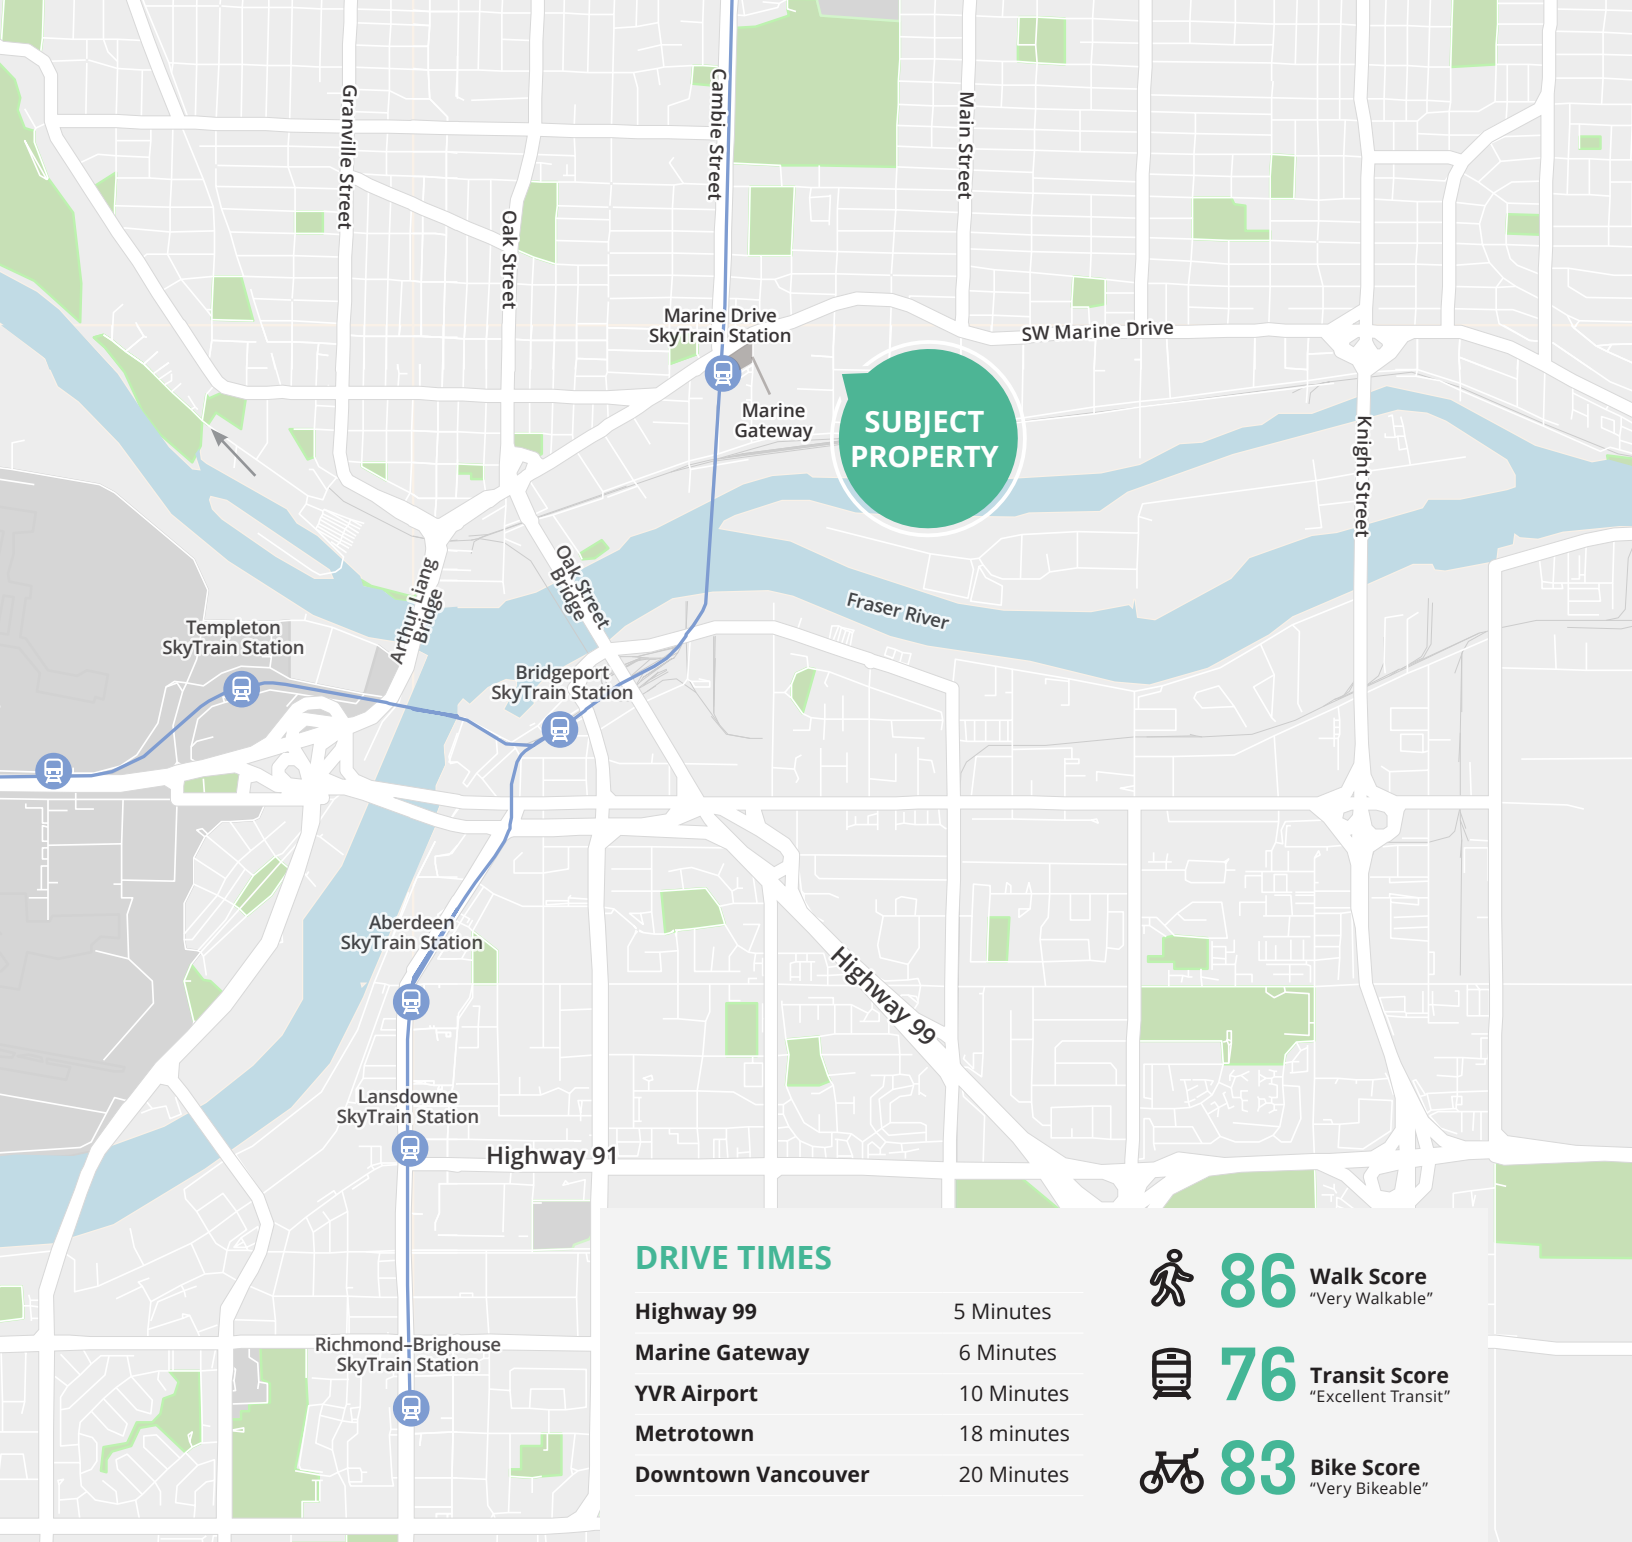 Granville Street
Oak Street
Cambie Street
Main Street
Marine Drive
SkyTrain Station
SW Marine Drive
Marine
Gateway
SUBJECT
PROPERTY
Knight Street
Arthur Liang
Bridge
Oak Street
Bridge
Fraser River
Templeton
SkyTrain Station
Bridgeport
SkyTrain Station
Aberdeen
SkyTrain Station
Highway 99
Lansdowne
SkyTrain Station
Highway 91
Richmond-Brighouse
SkyTrain Station
DRIVE TIMES
Highway 99 5 Minutes
Marine Gateway 6 Minutes
YVR Airport 10 Minutes
Metrotown 18 minutes
Downtown Vancouver 20 Minutes
86 Walk Score
“Very Walkable”
76 Transit Score
“Excellent Transit”
83 Bike Score
“Very Bikeable”